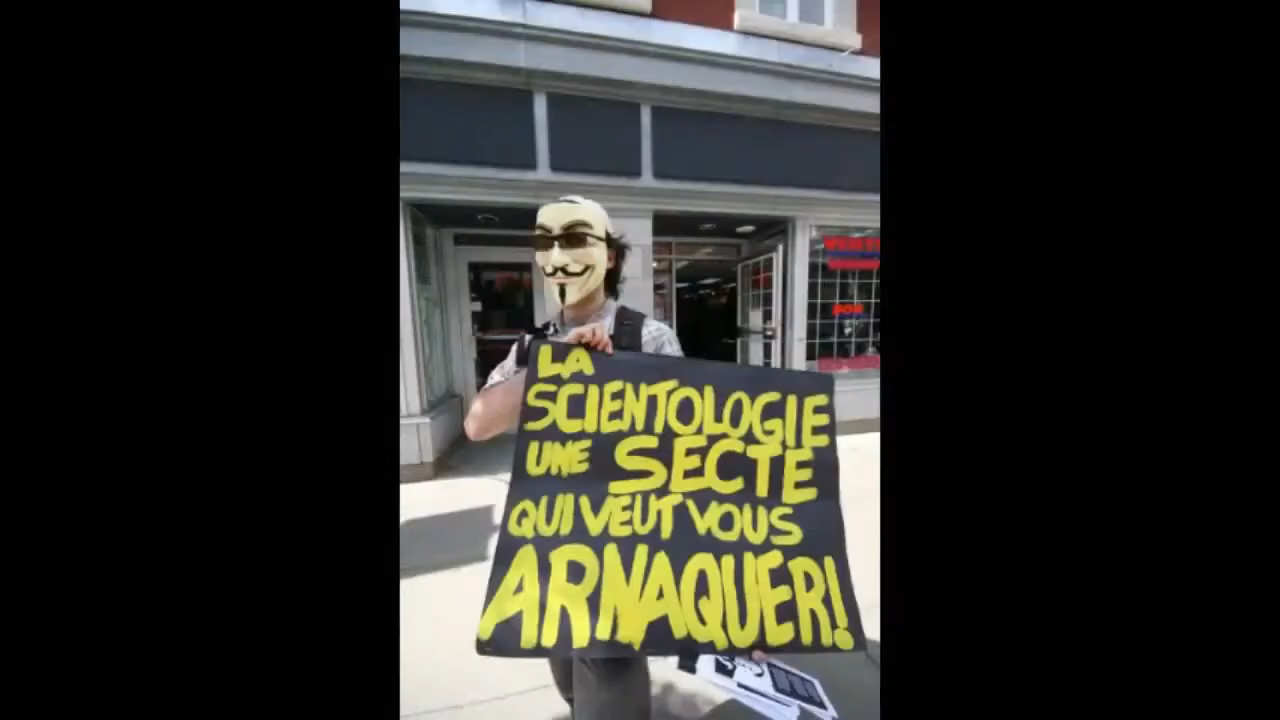 LA
SCIENTOLOGIE
UNE SECTE
QUI VEUT VOUS
ARNAQUER!